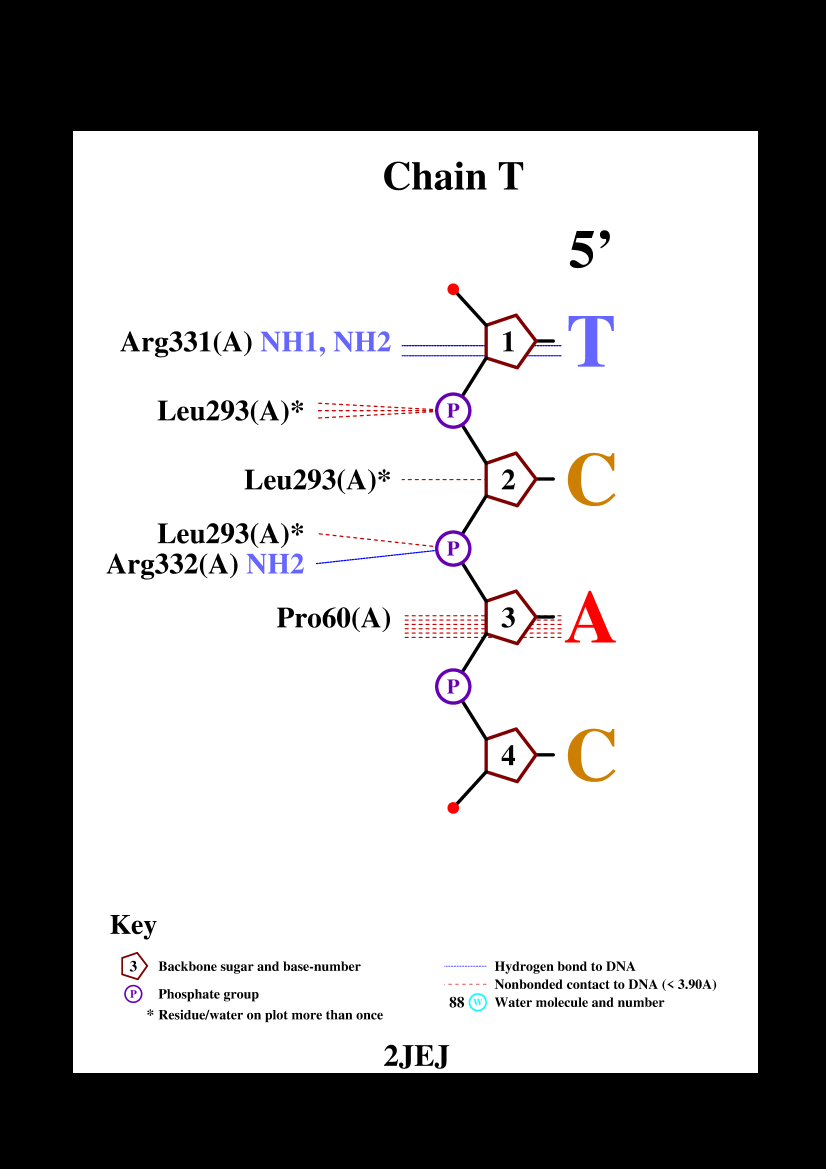 Chain T
5’
Arg331(A) NH1, NH2
1
T
Leu293(A)*
P
Leu293(A)*
2
C
Leu293(A)*
P
Arg332(A) NH2
Pro60(A)
3
A
P
4
C
Key
3 Backbone sugar and base-number
P Phosphate group
* Residue/water on plot more than once
Hydrogen bond to DNA
Nonbonded contact to DNA (< 3.90A)
88 W Water molecule and number
2JEJ